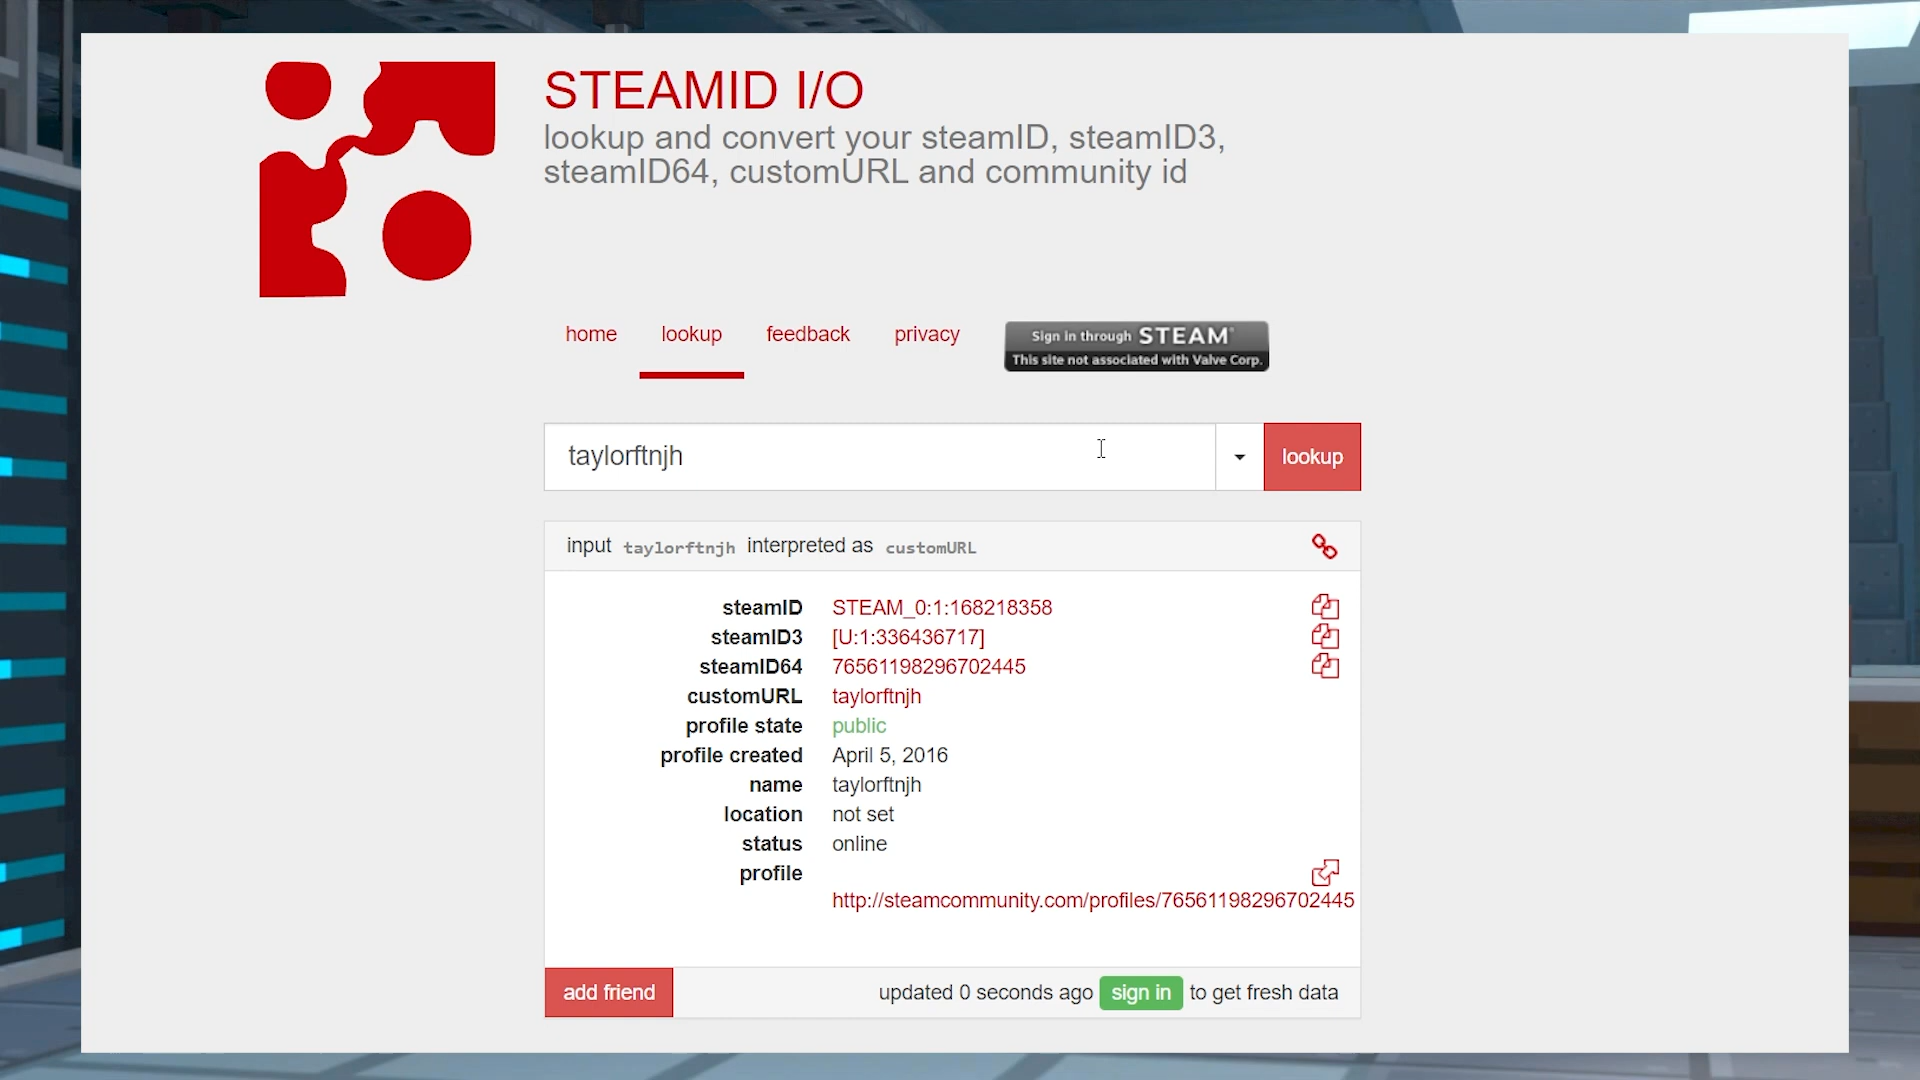 STEAMID I/O
lookup and convert your steamID, steamID3,
steamID64, customURL and community id
home lookup feedback privacy
Sign in through STEAM®
This site not associated with Valve Corp.
taylorftnjh
lookup
input taylorftnjh interpreted as customURL
steamID STEAM_0:1:168218358
steamID3 [U:1:336436717]
steamID64 76561198296702445
customURL taylorftnjh
profile state public
profile created April 5, 2016
name taylorftnjh
location not set
status online
profile
http://steamcommunity.com/profiles/76561198296702445
add friend updated 0 seconds ago sign in to get fresh data